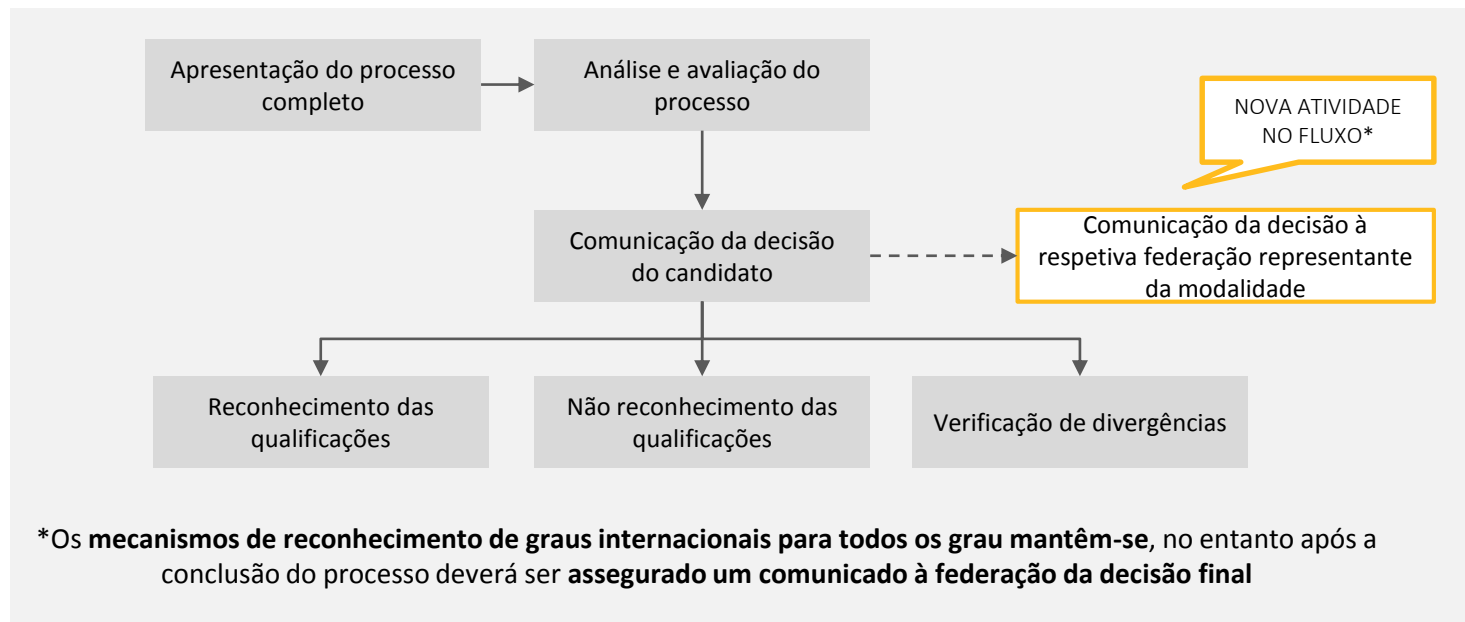 Apresentação do processo
completo
Análise e avaliação do
processo
NOVA ATIVIDADE
NO FLUXO*
Comunicação da decisão
do candidato
Comunicação da decisão à
respetiva federação representante
da modalidade
Reconhecimento das
qualificações
Não reconhecimento das
qualificações
Verificação de divergências
*Os mecanismos de reconhecimento de graus internacionais para todos os grau mantêm-se, no entanto após a
conclusão do processo deverá ser assegurado um comunicado à federação da decisão final